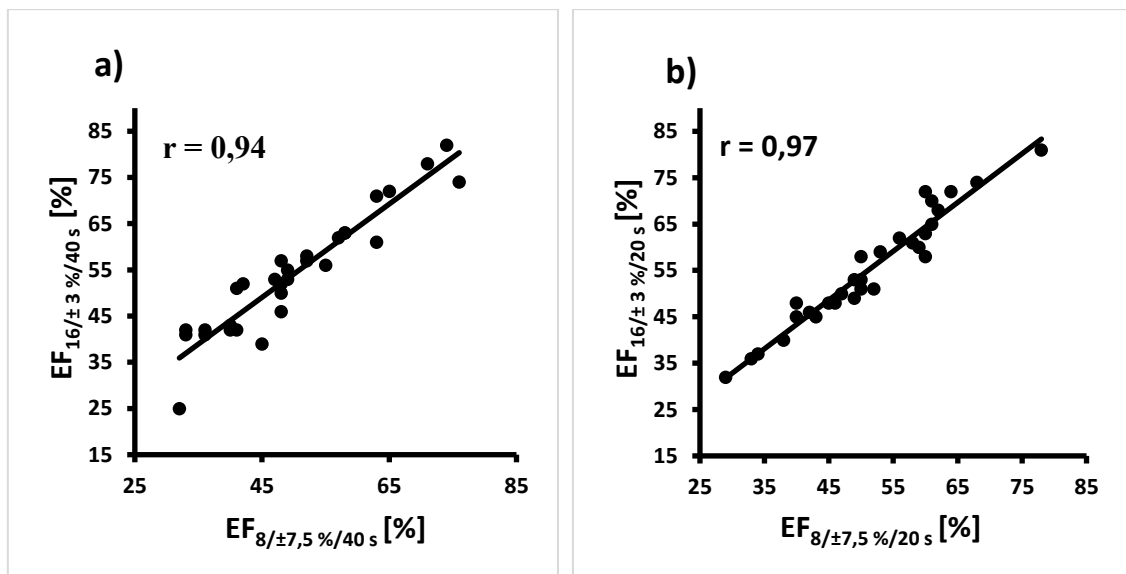 a)
r = 0,94
EF16/± 3 %/40 s [%]
85
75
65
55
45
35
25
15
25 45 65 85
EF8/±7,5 %/40 s [%]
b)
r = 0,97
EF16/± 3 %/20 s [%]
85
75
65
55
45
35
25
15
25 35 45 55 65 75 85
EF8/±7,5 %/20 s [%]